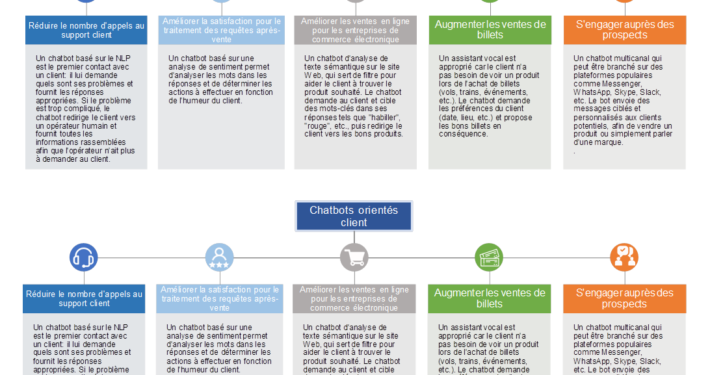 Réduire le nombre d'appels au
support client
Un chatbot basé sur le NLP
est le premier contact avec
un client: il lui demande
quels sont ses problèmes et
fournit les réponses
appropriées. Si le problème
est trop compliqué, le
chatbot redirige le client vers
un opérateur humain et
fournit toutes les
informations rassemblées
afin que l'opérateur n'ait plus
à demander au client.
Améliorer la satisfaction pour le
traitement des requêtes après-
vente
Un chatbot basé sur une
analyse de sentiment permet
d'analyser les mots dans les
réponses et de déterminer les
actions à effectuer en fonction
de l'humeur du client.
Améliorer les ventes en ligne
pour les entreprises de
commerce électronique
Un chatbot d'analyse de
texte sémantique sur le site
Web, qui sert de filtre pour
aider le client à trouver le
produit souhaité. Le chatbot
demande au client et cible
des mots-clés dans ses
réponses tels que "habiller",
"rouge", etc., puis redirige le
client vers les bons produits.
Augmenter les ventes de
billets
Un assistant vocal est
approprié car le client n'a
pas besoin de voir un produit
lors de l'achat de billets
(vols, trains, événements,
etc.). Le chatbot demande
les préférences du client
(date, lieu, etc.) et propose
les bons billets en
conséquence.
S'engager auprès des
prospects
Un chatbot multicanal qui
peut être branché sur des
plateformes populaires
comme Messenger,
WhatsApp, Skype, Slack,
etc. Le bot envoie des
messages ciblés et
personnalisés aux clients
potentiels, afin de vendre un
produit ou simplement parler
d'une marque.
.
Chatbots orientés
client
Réduire le nombre d'appels au
support client
Un chatbot basé sur le NLP
est le premier contact avec
un client: il lui demande
quels sont ses problèmes et
fournit les réponses
appropriées. Si le problème
Améliorer la satisfaction pour le
traitement des requêtes après-
vente
Un chatbot basé sur une
analyse de sentiment permet
d'analyser les mots dans les
réponses et de déterminer les
actions à effectuer en fonction
de l'humeur du client.
Améliorer les ventes en ligne
pour les entreprises de
commerce électronique
Un chatbot d'analyse de
texte sémantique sur le site
Web, qui sert de filtre pour
aider le client à trouver le
produit souhaité. Le chatbot
demande au client et cible
Augmenter les ventes de
billets
Un assistant vocal est
approprié car le client n'a
pas besoin de voir un produit
lors de l'achat de billets
(vols, trains, événements,
etc.). Le chatbot demande
S'engager auprès des
prospects
Un chatbot multicanal qui
peut être branché sur des
plateformes populaires
comme Messenger,
WhatsApp, Skype, Slack,
etc. Le bot envoie des